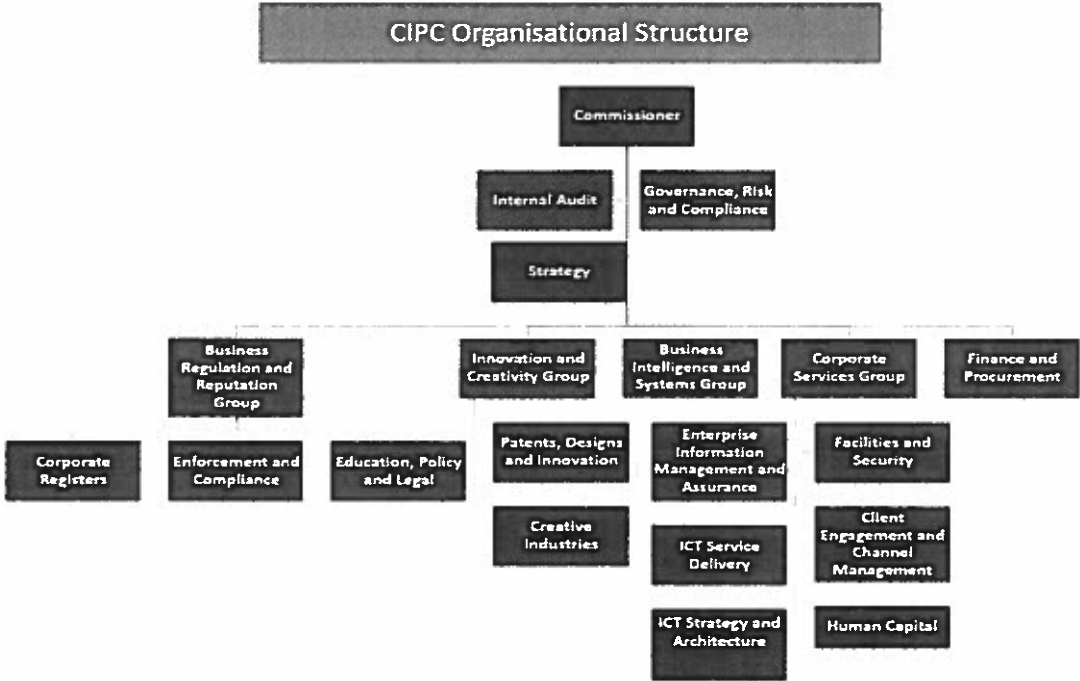 CIPC Organisational Structure
Commissioner
Internal Audit
Governance, Risk
and Compliance
Strategy
Business
Regulation and
Reputation
Group
Innovation and
Creativity Group
Business
Intelligence and
Systems Group
Corporate
Services Group
Finance and
Procurement
Corporate
Registers
Enforcement and
Compliance
Education, Policy
and Legal
Patents, Designs
and Innovation
Creative
Industries
Enterprise
Information
Management and
Assurance
ICT Service
Delivery
ICT Strategy and
Architecture
Facilities and
Security
Client
Engagement and
Channel
Management
Human Capital